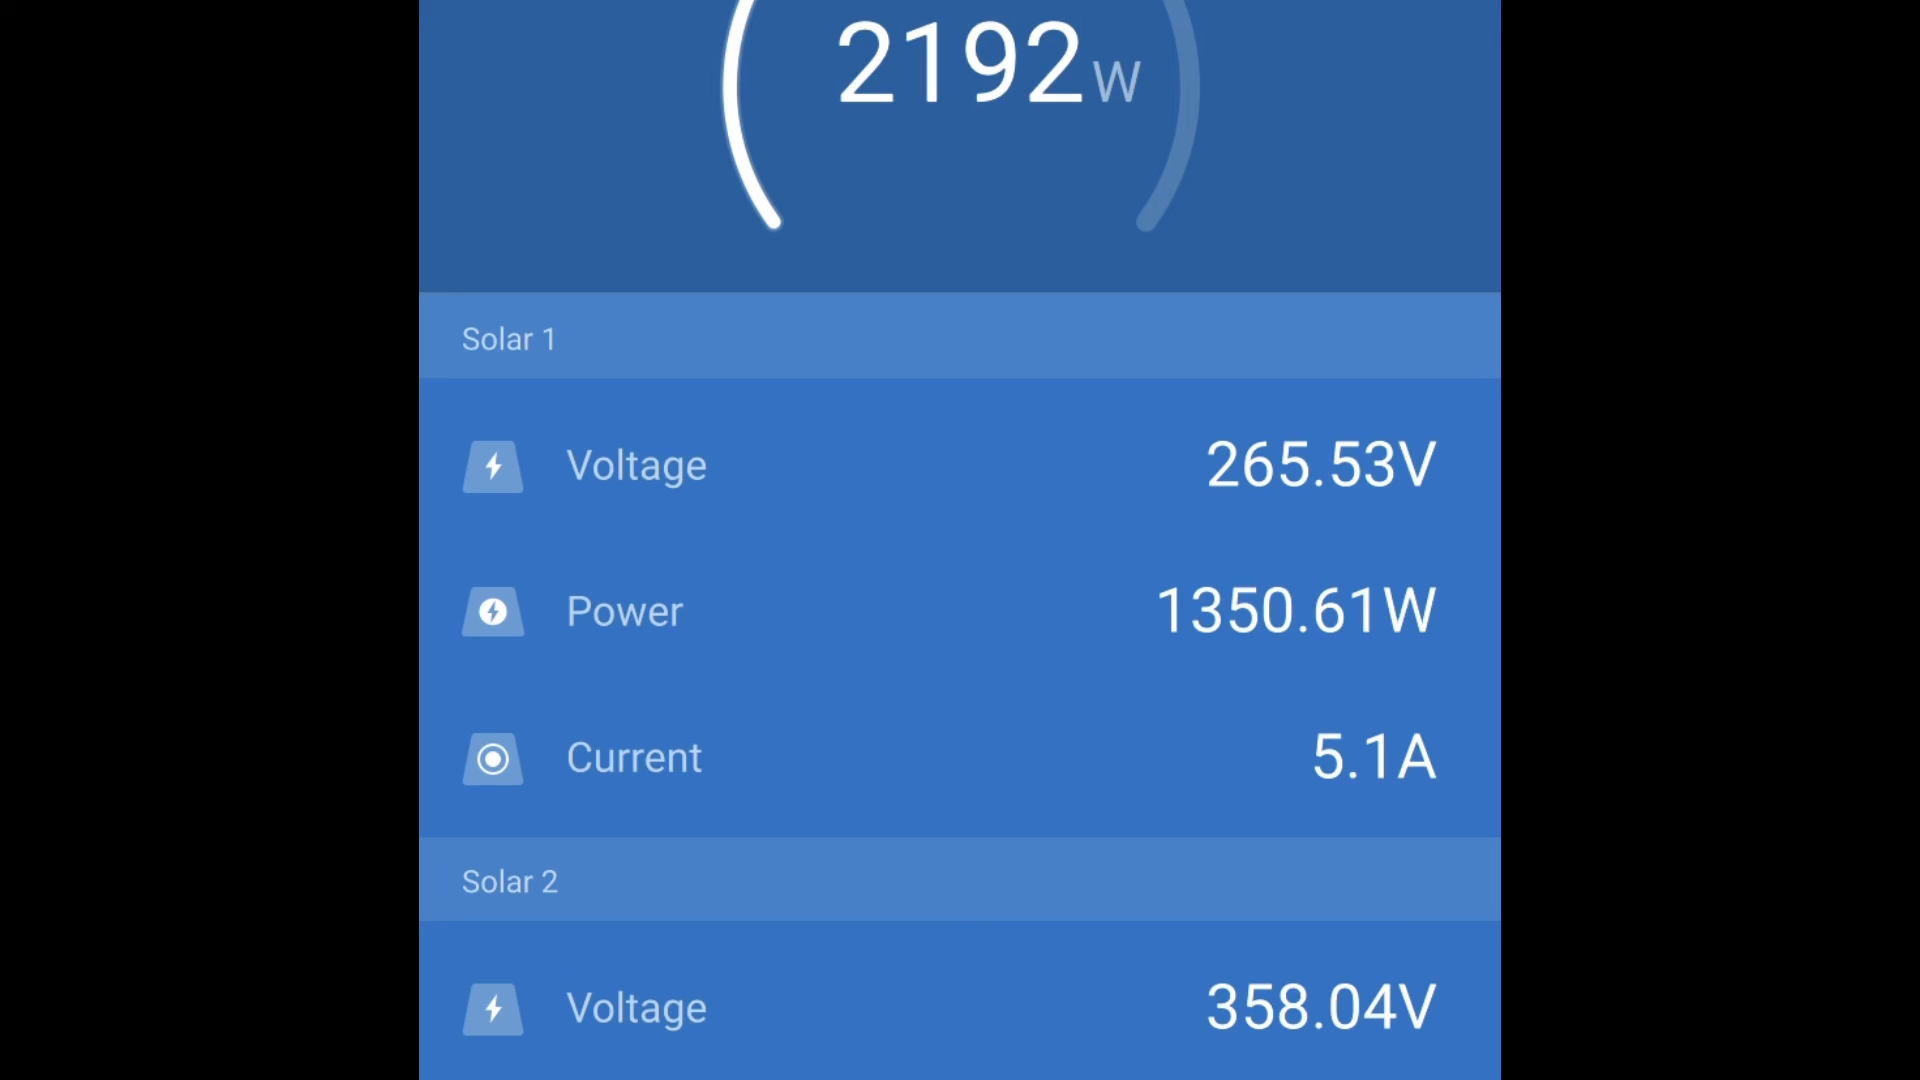 2192W
Solar 1
Voltage 265.53V
Power 1350.61W
Current 5.1A
Solar 2
Voltage 358.04V